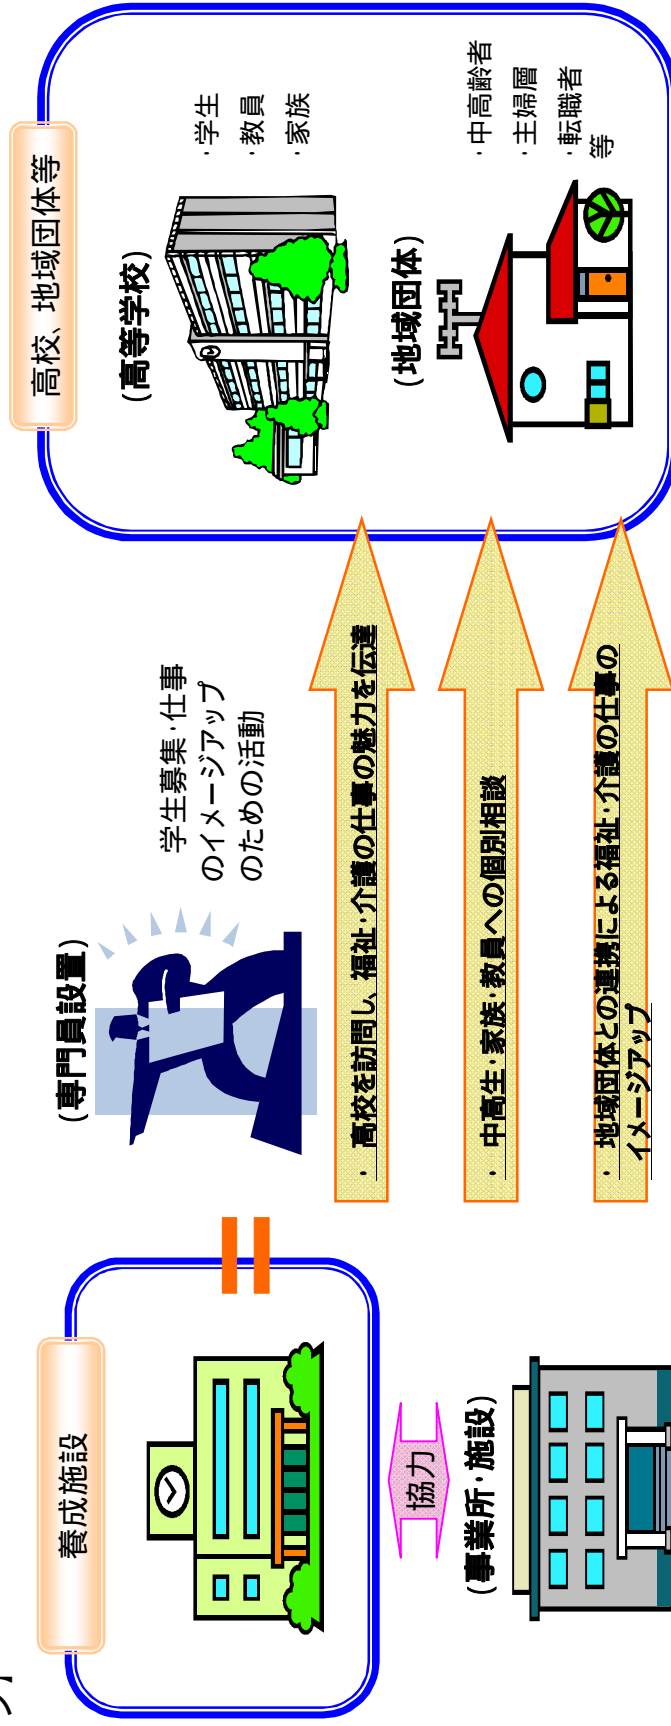 養成施設
(事業所・施設)
協力
(専門員設置)
学生募集・仕事
のイメージアップ
のための活動
・ 高校を訪問し、福祉・介護の仕事の魅力を伝達
・ 中高生・家族・教員への個別相談
・ 地域団体との連携による福祉・介護の仕事の
イメージアップ
高校、地域団体等
(高等学校)
・学生
・教員
・家族
(地域団体)
・中高齢者
・主婦層
・転職者
等